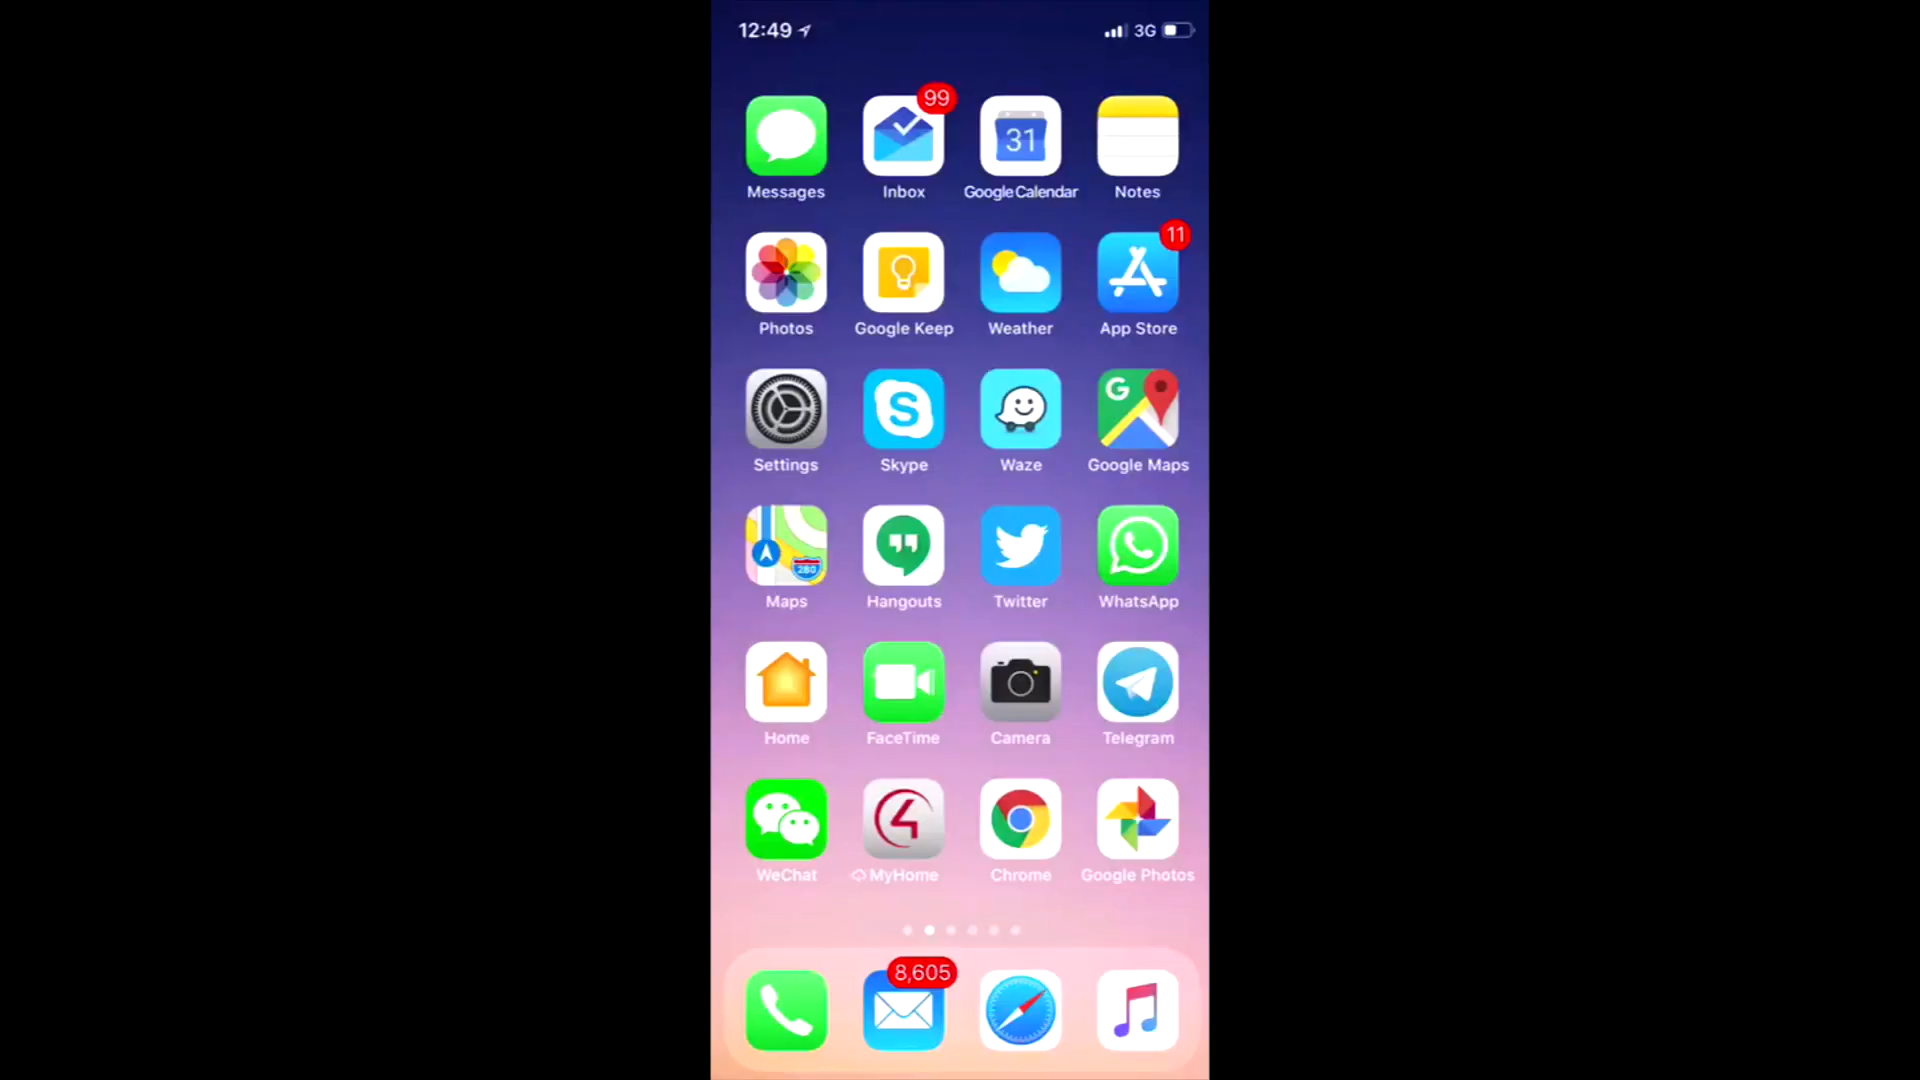 12:49 3G
99
31
Messages Inbox Google Calendar Notes
11
Photos Google Keep Weather App Store
G
Settings Skype Waze Google Maps
280
Maps Hangouts Twitter WhatsApp
Home FaceTime Camera Telegram
WeChat MyHome Chrome Google Photos
8,605